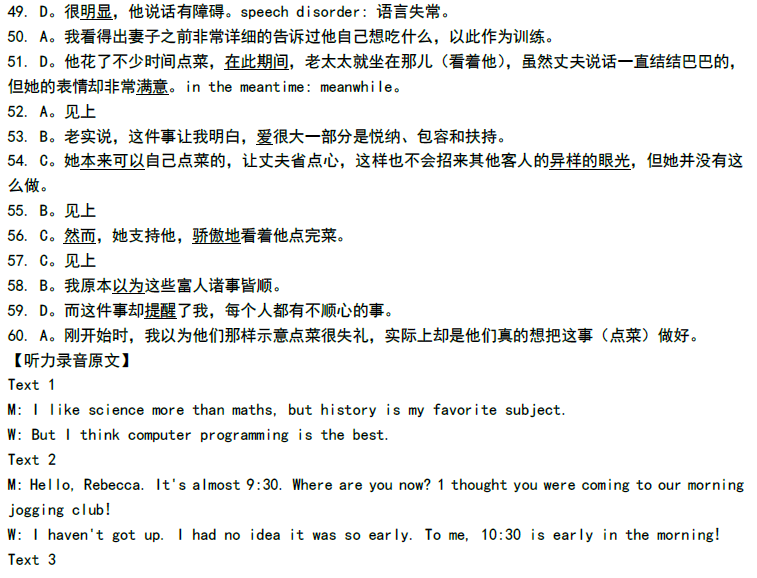 49. D。很明显，他说话有障碍。speech disorder: 语言失常。
50. A。我看得出妻子之前非常详细的告诉过他自己想吃什么，以此作为训练。
51. D。他花了不少时间点菜，在此期间，老太太就坐在那儿（看着他），虽然丈夫说话一直结结巴巴的，
但她的表情却非常满意。in the meantime: meanwhile。
52. A。见上
53. B。老实说，这件事让我明白，爱很大一部分是悦纳、包容和扶持。
54. C。她本来可以自己点菜的，让丈夫省点心，这样也不会招来其他客人的异样的眼光，但她并没有这
么做。
55. B。见上
56. C。然而，她支持他，骄傲地看着他点完菜。
57. C。见上
58. B。我原本以为这些富人诸事皆顺。
59. D。而这件事却提醒了我，每个人都有不顺心的事。
60. A。刚开始时，我以为他们那样示意点菜很失礼，实际上却是他们真的想把这事（点菜）做好。
【听力录音原文】
Text 1
M: I like science more than maths, but history is my favorite subject.
W: But I think computer programming is the best.
Text 2
M: Hello, Rebecca. It's almost 9:30. Where are you now? 1 thought you were coming to our morning
jogging club!
W: I haven't got up. I had no idea it was so early. To me, 10:30 is early in the morning!
Text 3